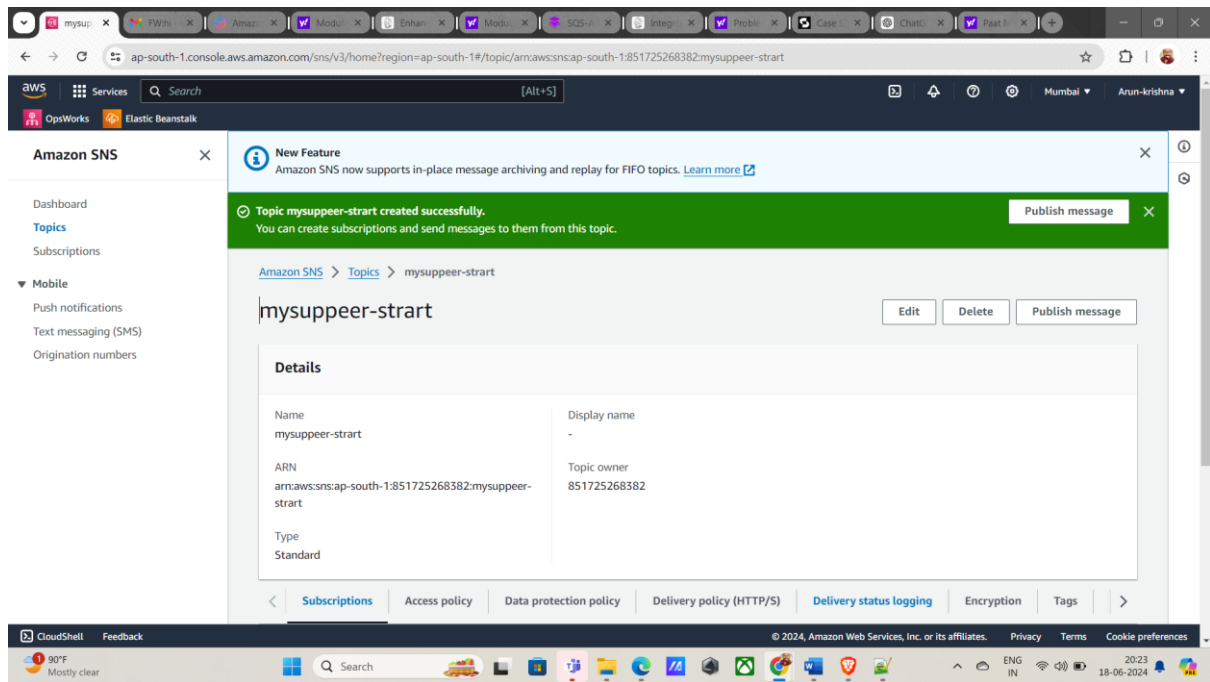 mysup
FWthi
Amaz
Modul
Enhan
Modu
SQS-A
Integr
Proble
Case S
ChatG
Paat N
ap-south-1.console.aws.amazon.com/sns/v3/home?region=ap-south-1#/topic/arn:aws:sns:ap-south-1:851725268382:mysuppeer-strart
aws Services Search [Alt+S] Mumbai Arun-krishna
OpsWorks Elastic Beanstalk
Amazon SNS
Dashboard
Topics
Subscriptions
Mobile
Push notifications
Text messaging (SMS)
Origination numbers
New Feature
Amazon SNS now supports in-place message archiving and replay for FIFO topics. Learn more
Topic mysuppeer-strart created successfully.
You can create subscriptions and send messages to them from this topic.
Publish message
Amazon SNS > Topics > mysuppeer-strart
mysuppeer-strart
Edit Delete Publish message
Details
Name
mysuppeer-strart
ARN
arn:aws:sns:ap-south-1:851725268382:mysuppeer-
strart
Type
Standard
Display name
-
Topic owner
851725268382
Subscriptions Access policy Data protection policy Delivery policy (HTTP/S) Delivery status logging Encryption Tags
CloudShell Feedback © 2024, Amazon Web Services, Inc. or its affiliates. Privacy Terms Cookie preferences
1
90°F
Mostly clear
Search
ENG
IN
20:23
18-06-2024